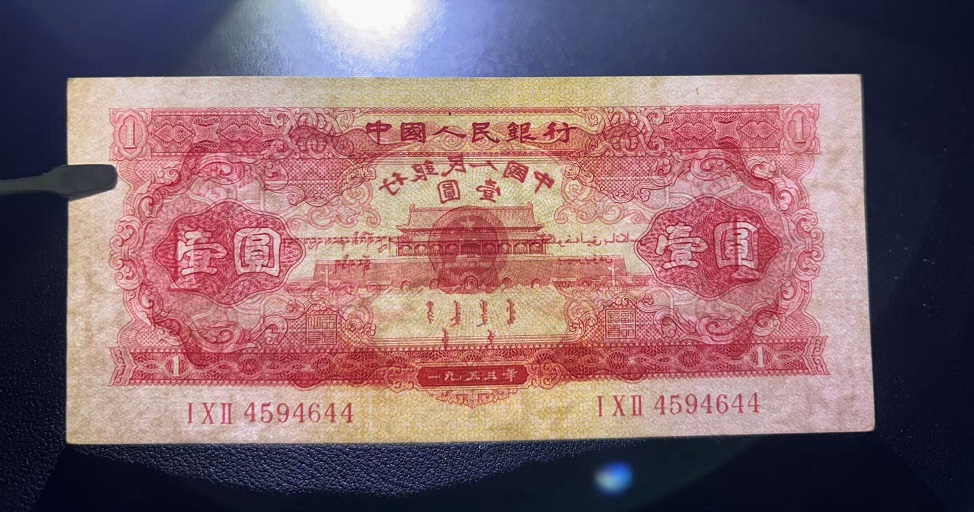 1 中國人民銀行 1
中國人民銀行
壹圓
壹圓 壹圓
1 1
一九五三年
I X II 4594644 I X II 4594644